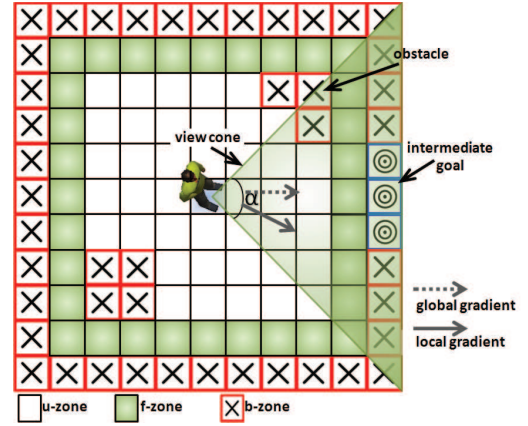 obstacle
view cone
intermediate
goal
α
global gradient
local gradient
u-zone
f-zone
b-zone